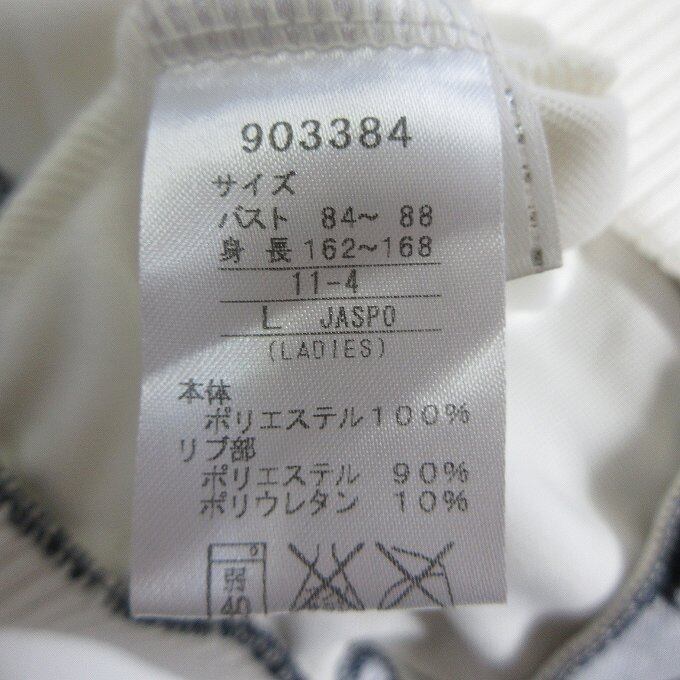 903384
サイズ
バスト 84～ 88
身 長 162～168
11-4
L JASPO
(LADIES)
本体
ポリエステル100%
リブ部
ポリエステル 90%
ポリウレタン 10%
弱
40